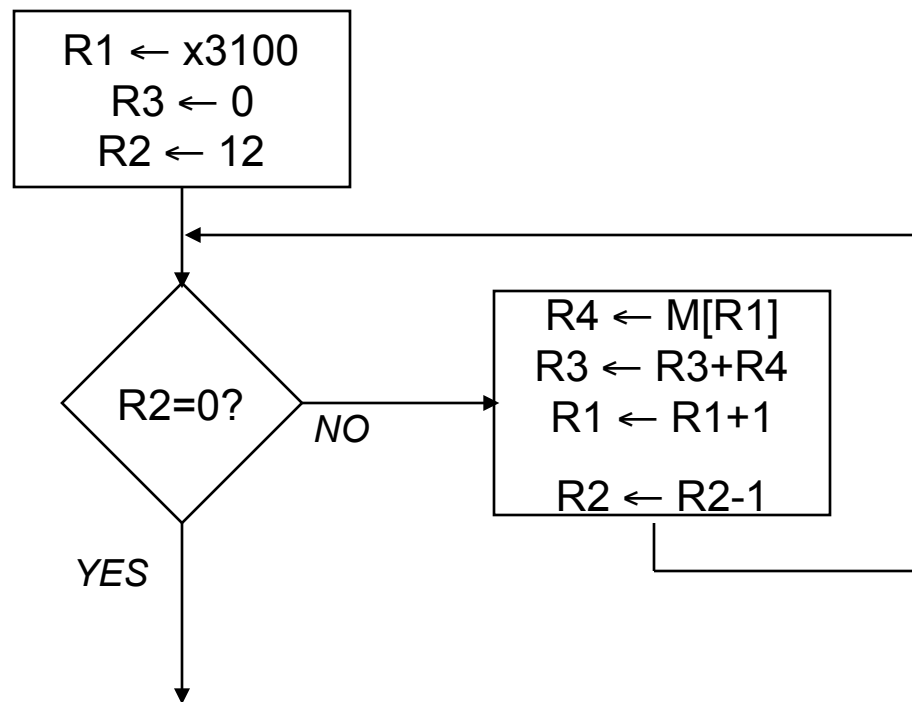 R1 ← x3100
R3 ← 0
R2 ← 12
R2=0?
NO
R4 ← M[R1]
R3 ← R3+R4
R1 ← R1+1
R2 ← R2-1
YES